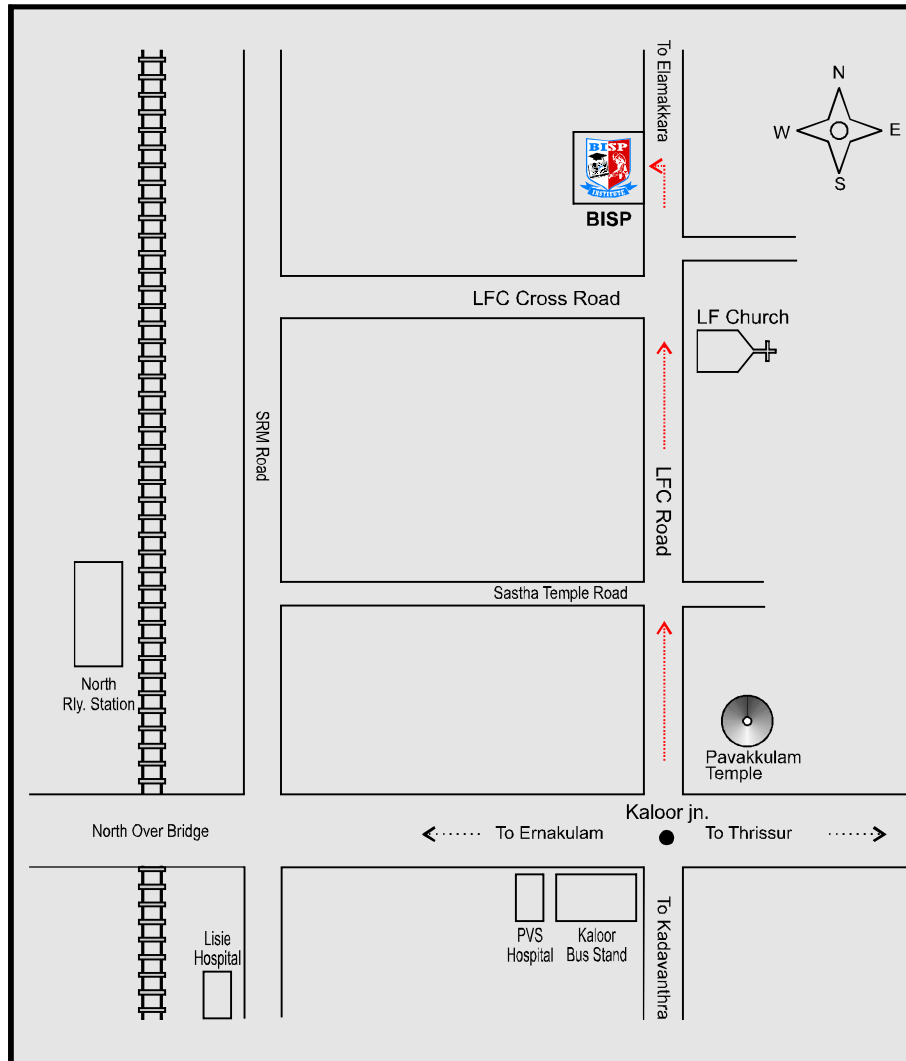 To Elamakkara
N
W
E
S
BISP
INSTITUTE
BISP
LFC Cross Road
LF Church
SRM Road
LFC Road
Sastha Temple Road
North
Rly. Station
Pavakkulam
Temple
Kaloor jn.
North Over Bridge
To Ernakulam
To Thrissur
To Kadavanthra
PVS
Hospital
Kaloor
Bus Stand
Lisie
Hospital